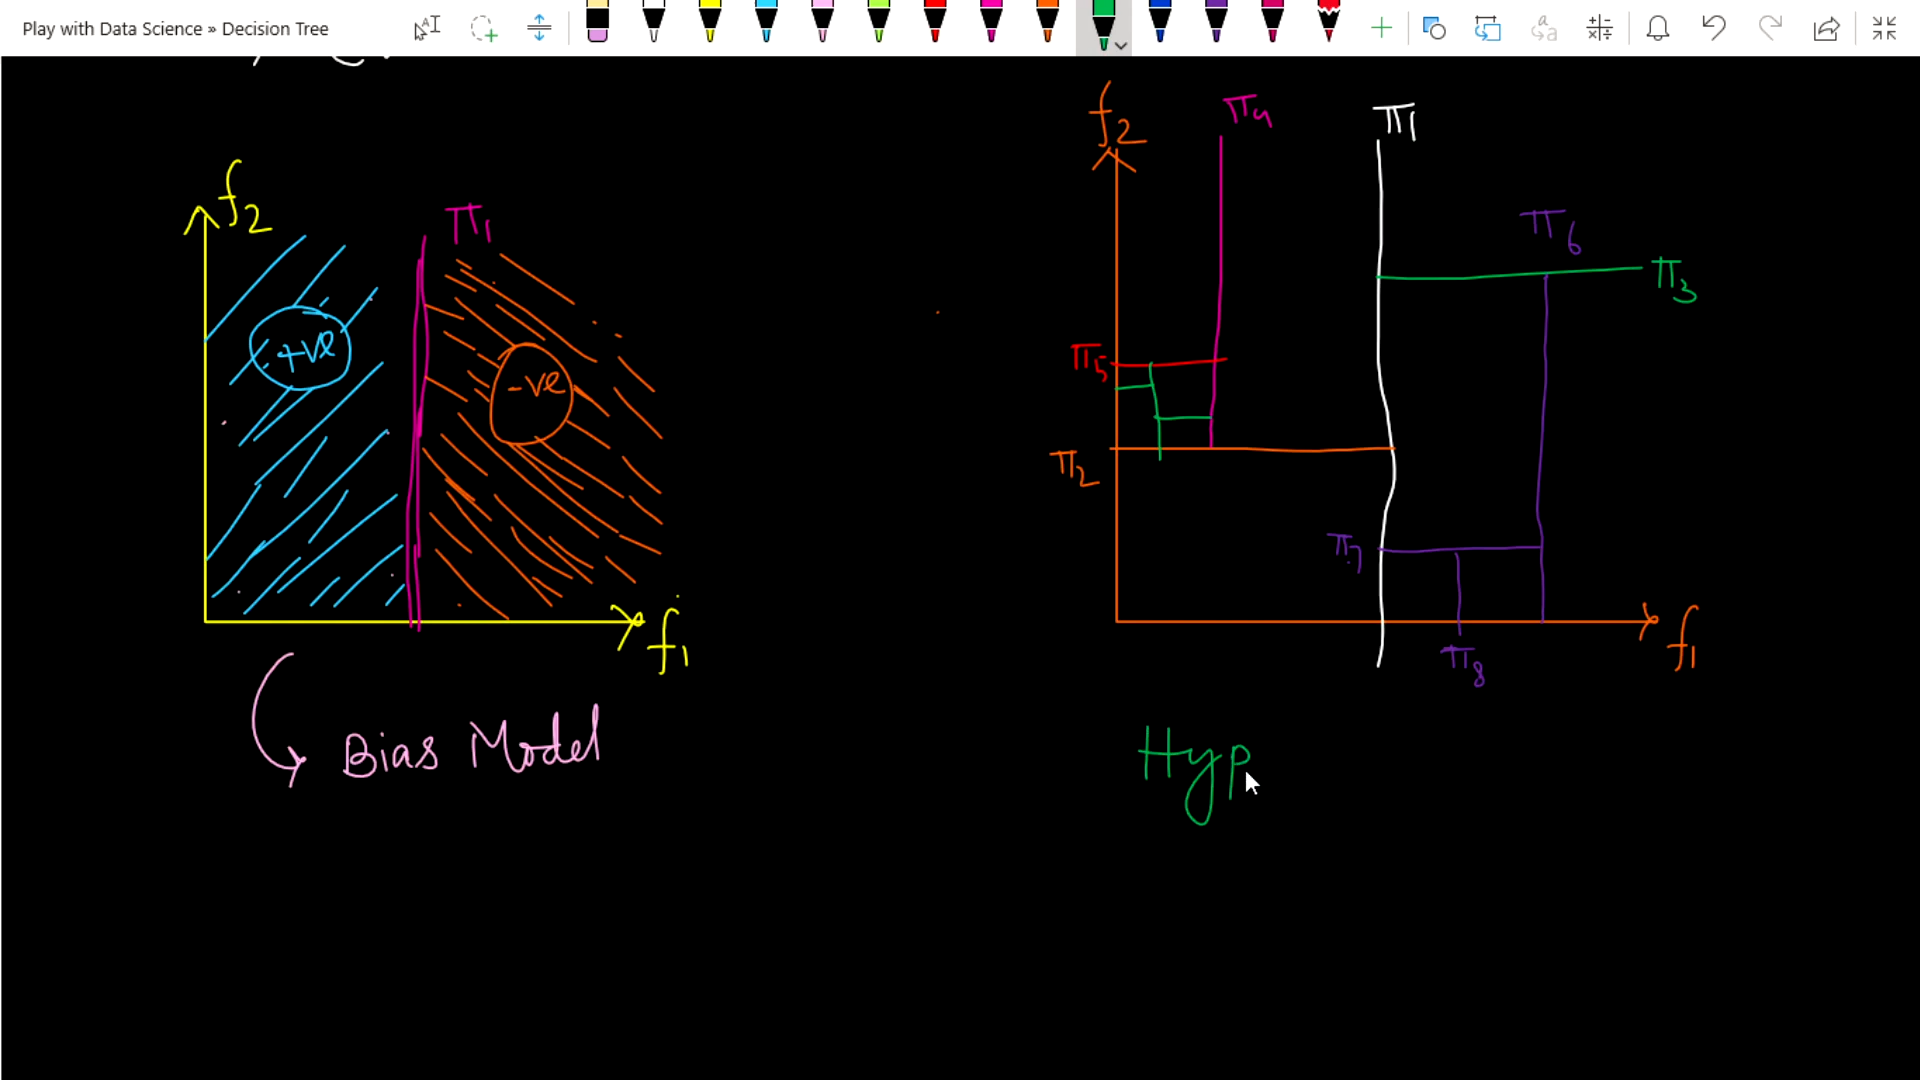 Play with Data Science » Decision Tree
f2
π1
+ve
-ve
f1
Bias Model
f2
π4
π1
π6
π3
π5
π2
π7
π8
f1
Hyp